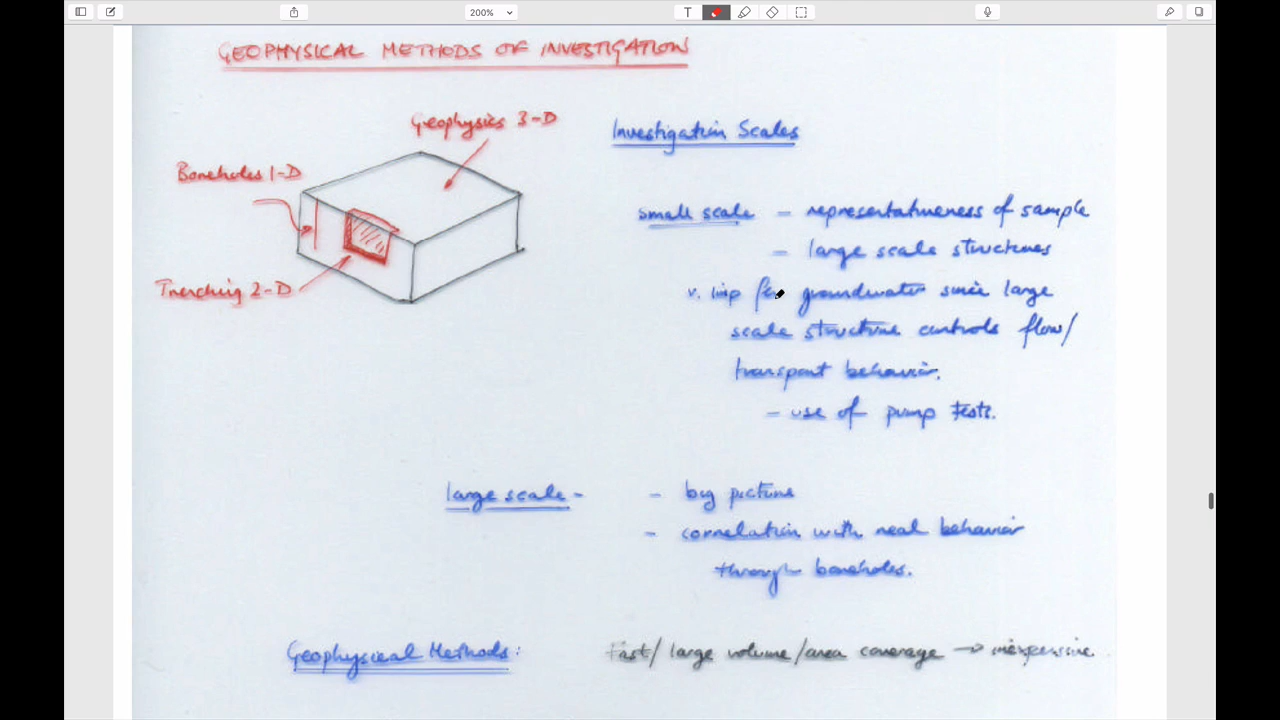 200%
T
GEOPHYSICAL METHODS OF INVESTIGATION
Geophysics 3-D
Boreholes 1-D
Trenching 2-D
Investigation Scales
small scale - representativeness of sample
- large scale structures
v. imp for groundwater since large
scale structure controls flow/
transport behavior.
- use of pump tests.
large scale - - big picture
- correlation with real behavior
through boreholes.
Geophysical Methods: Fast/large volume/area coverage → inexpensive